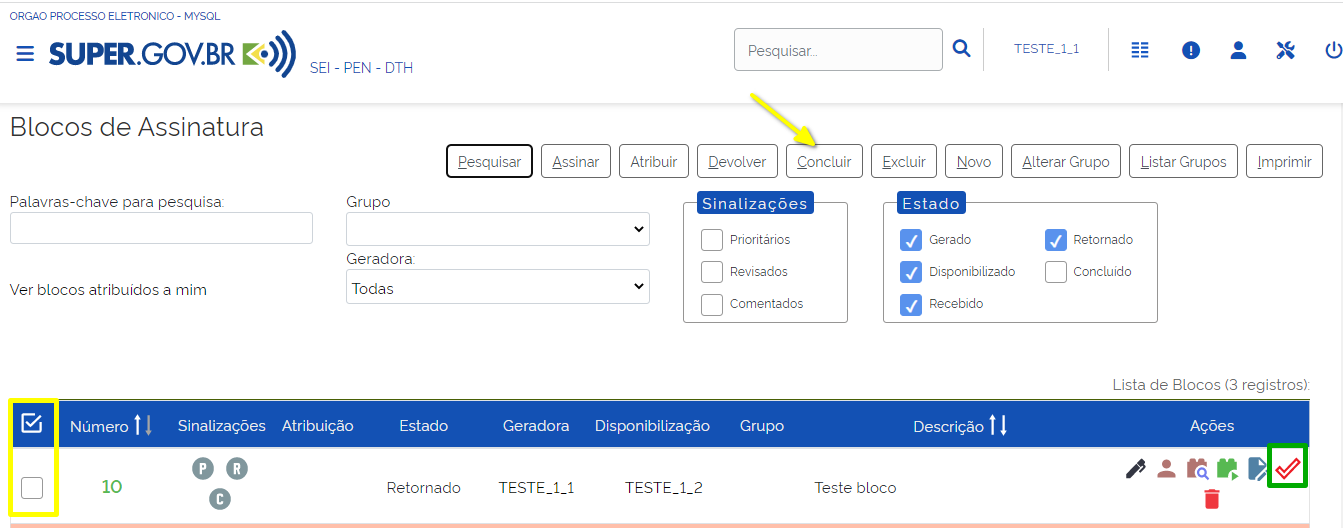 ORGAO PROCESSO ELETRONICO - MYSQL
SUPER.GOV.BR
SEI - PEN - DTH
Pesquisar...
TESTE_1_1
Blocos de Assinatura
Pesquisar Assinar Atribuir Devolver Concluir Excluir Novo Alterar Grupo Listar Grupos Imprimir
Palavras-chave para pesquisa:
Grupo
Geradora:
Todas
Ver blocos atribuídos a mim
Sinalizações
Prioritários
Revisados
Comentados
Estado
Gerado Retornado
Disponibilizado Concluído
Recebido
Lista de Blocos (3 registros):
Número Sinalizações Atribuição Estado Geradora Disponibilização Grupo Descrição Ações
10 P R C Retornado TESTE_1_1 TESTE_1_2 Teste bloco